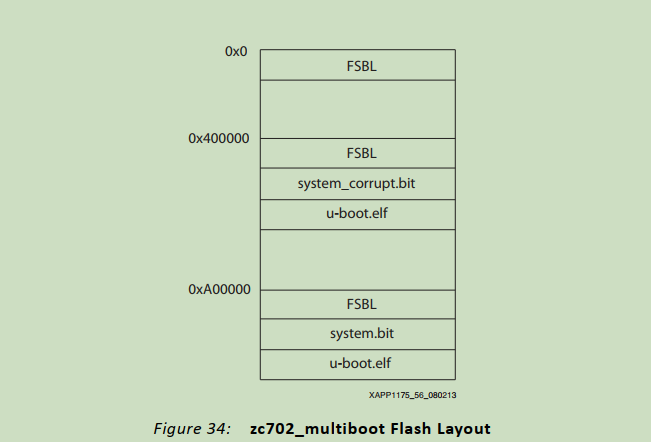 0x0
FSBL
0x400000
FSBL
system_corrupt.bit
u-boot.elf
0xA00000
FSBL
system.bit
u-boot.elf
XAPP1175_56_080213
Figure 34: zc702_multiboot Flash Layout